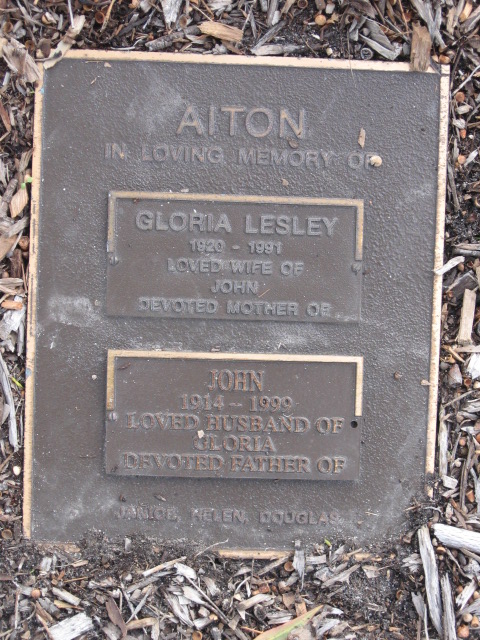 AITON
IN LOVING MEMORY OF
GLORIA LESLEY
1920 - 1991
LOVED WIFE OF
JOHN
DEVOTED MOTHER OF
JOHN
1914 - 1999
LOVED HUSBAND OF
GLORIA
DEVOTED FATHER OF
JANICE, HELEN, DOUGLAS